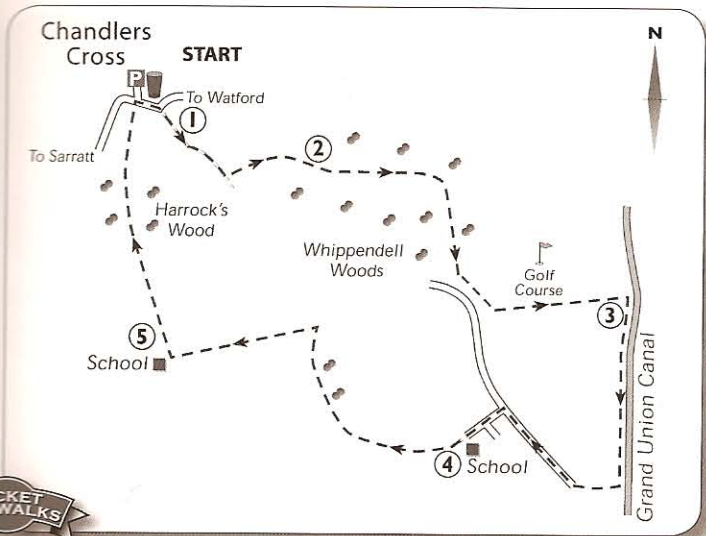 Chandlers
Cross
START
P
To Watford
1
To Sarratt
2
N
Harrock's
Wood
Whippendell
Woods
Golf
Course
3
5
School
4
School
Grand Union Canal
CKET
WALKS